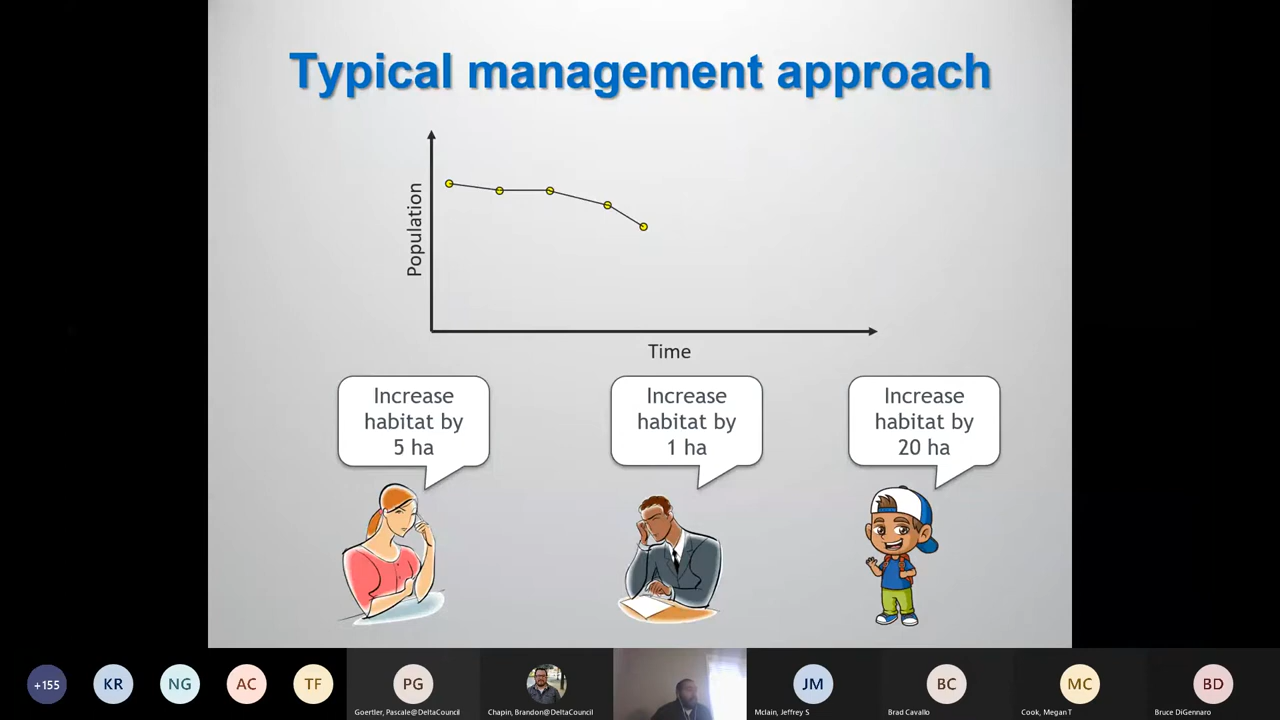 Typical management approach
Population
Time
Increase
habitat by
5 ha
Increase
habitat by
1 ha
Increase
habitat by
20 ha
+155
KR
NG
AC
TF
PG
JM
BC
MC
BD
Goertler, Pascale@DeltaCouncil
Chapin, Brandon@DeltaCouncil
Mclain, Jeffrey S
Brad Cavallo
Cook, Megan T
Bruce DiGennaro